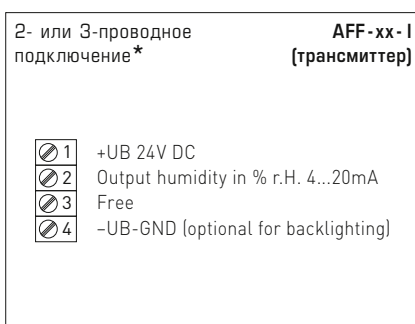 2- или 3-проводное AFF-xx-I
подключение* (трансмиттер)
1 +UB 24V DC
2 Output humidity in % r.H. 4...20mA
3 Free
4 –UB-GND (optional for backlighting)